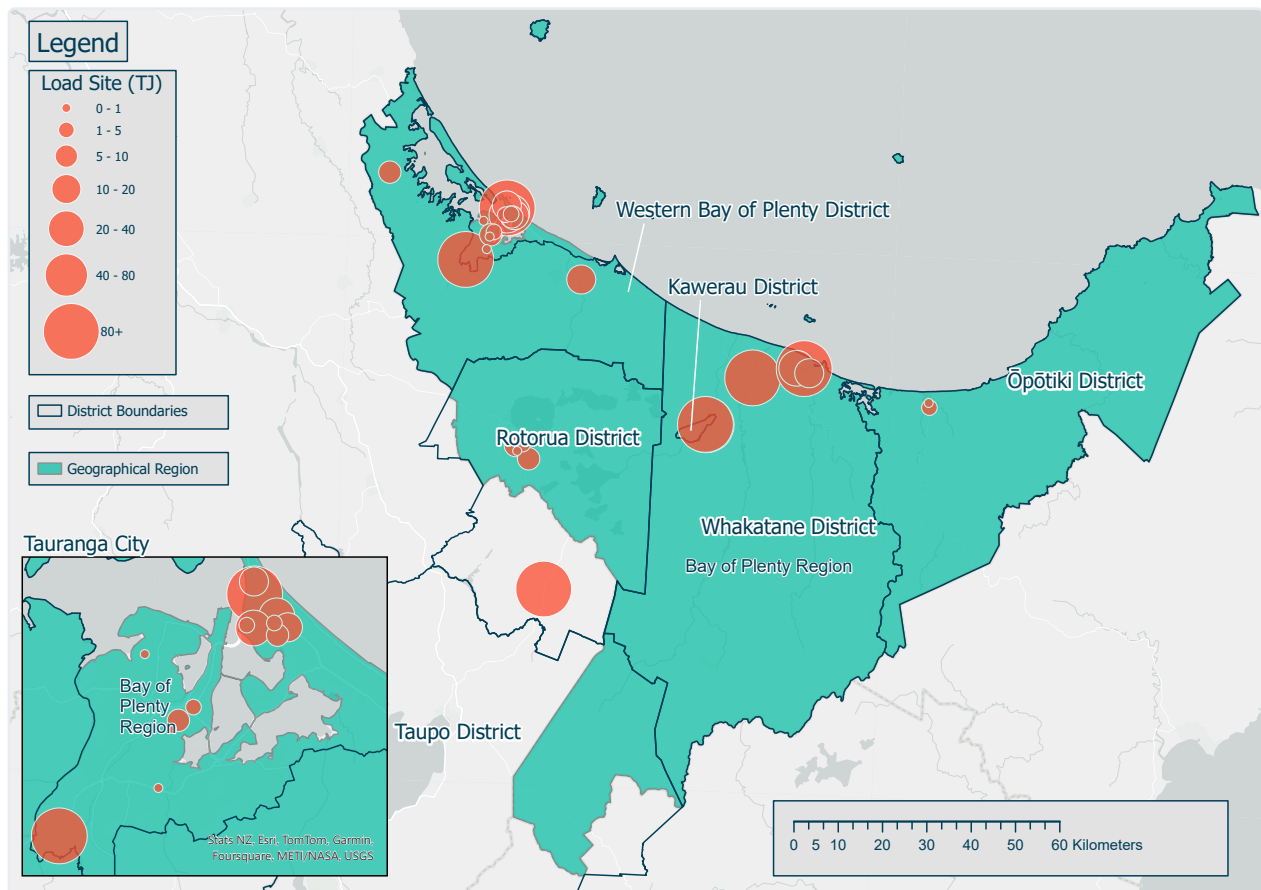 Legend
Load Site (TJ)
0 - 1
1 - 5
5 - 10
10 - 20
20 - 40
40 - 80
80+
District Boundaries
Geographical Region
Western Bay of Plenty District
Kawerau District
Ōpōtiki District
Rotorua District
Whakatane District
Bay of Plenty Region
Taupo District
Tauranga City
Bay of
Plenty
Region
Stats NZ, Esri, TomTom, Garmin,
Foursquare, METI/NASA, USGS
0 5 10 20 30 40 50 60 Kilometers